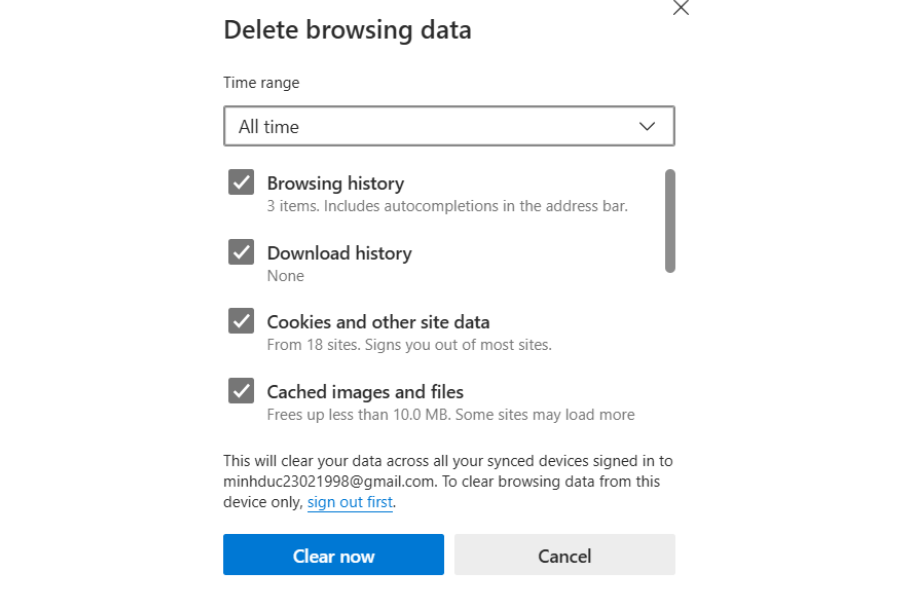 Delete browsing data
Time range
All time
Browsing history
3 items. Includes autocompletions in the address bar.
Download history
None
Cookies and other site data
From 18 sites. Signs you out of most sites.
Cached images and files
Frees up less than 10.0 MB. Some sites may load more
This will clear your data across all your synced devices signed in to
minhduc23021998@gmail.com. To clear browsing data from this
device only, sign out first.
Clear now
Cancel